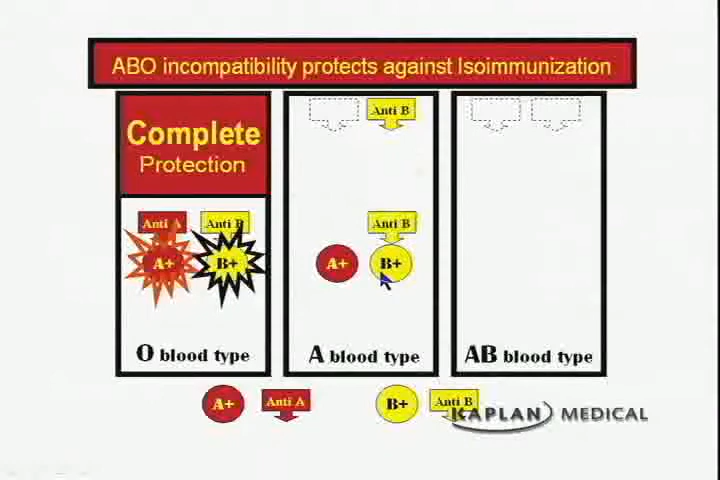 ABO incompatibility protects against Isoimmunization
Complete
Protection
Anti B
Anti A
Anti B
Anti B
A+
B+
A+
B+
O blood type
A blood type
AB blood type
A+
Anti A
B+
Anti B
KAPLAN MEDICAL